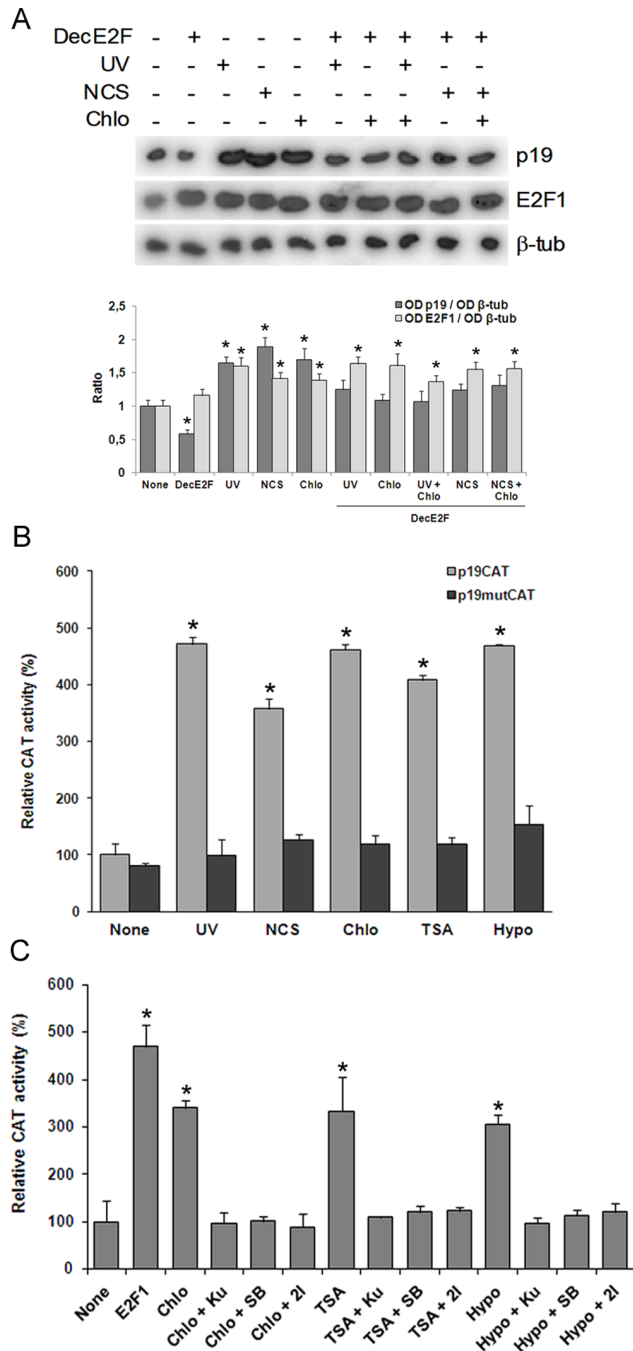 A
DecE2F - + - - - + + + + +
UV - - + - - + - + - -
NCS - - - + - - - - + +
Chlo - - - - + - + + - +
p19
E2F1
β-tub
OD p19 / OD β-tub
OD E2F1 / OD β-tub
2,5
2
1,5
1
0,5
0
Ratio
* * * * * * * * * * * *
None DecE2F UV NCS Chlo UV Chlo UV + Chlo NCS NCS + Chlo
DecE2F
B
p19CAT
p19mutCAT
600
500
400
300
200
100
0
Relative CAT activity (%)
* * * * *
None UV NCS Chlo TSA Hypo
C
600
500
400
300
200
100
0
Relative CAT activity (%)
* * * *
None E2F1 Chlo Chlo + Ku Chlo + SB Chlo + 2I TSA TSA + Ku TSA + SB TSA + 2I Hypo Hypo + Ku Hypo + SB Hypo + 2I